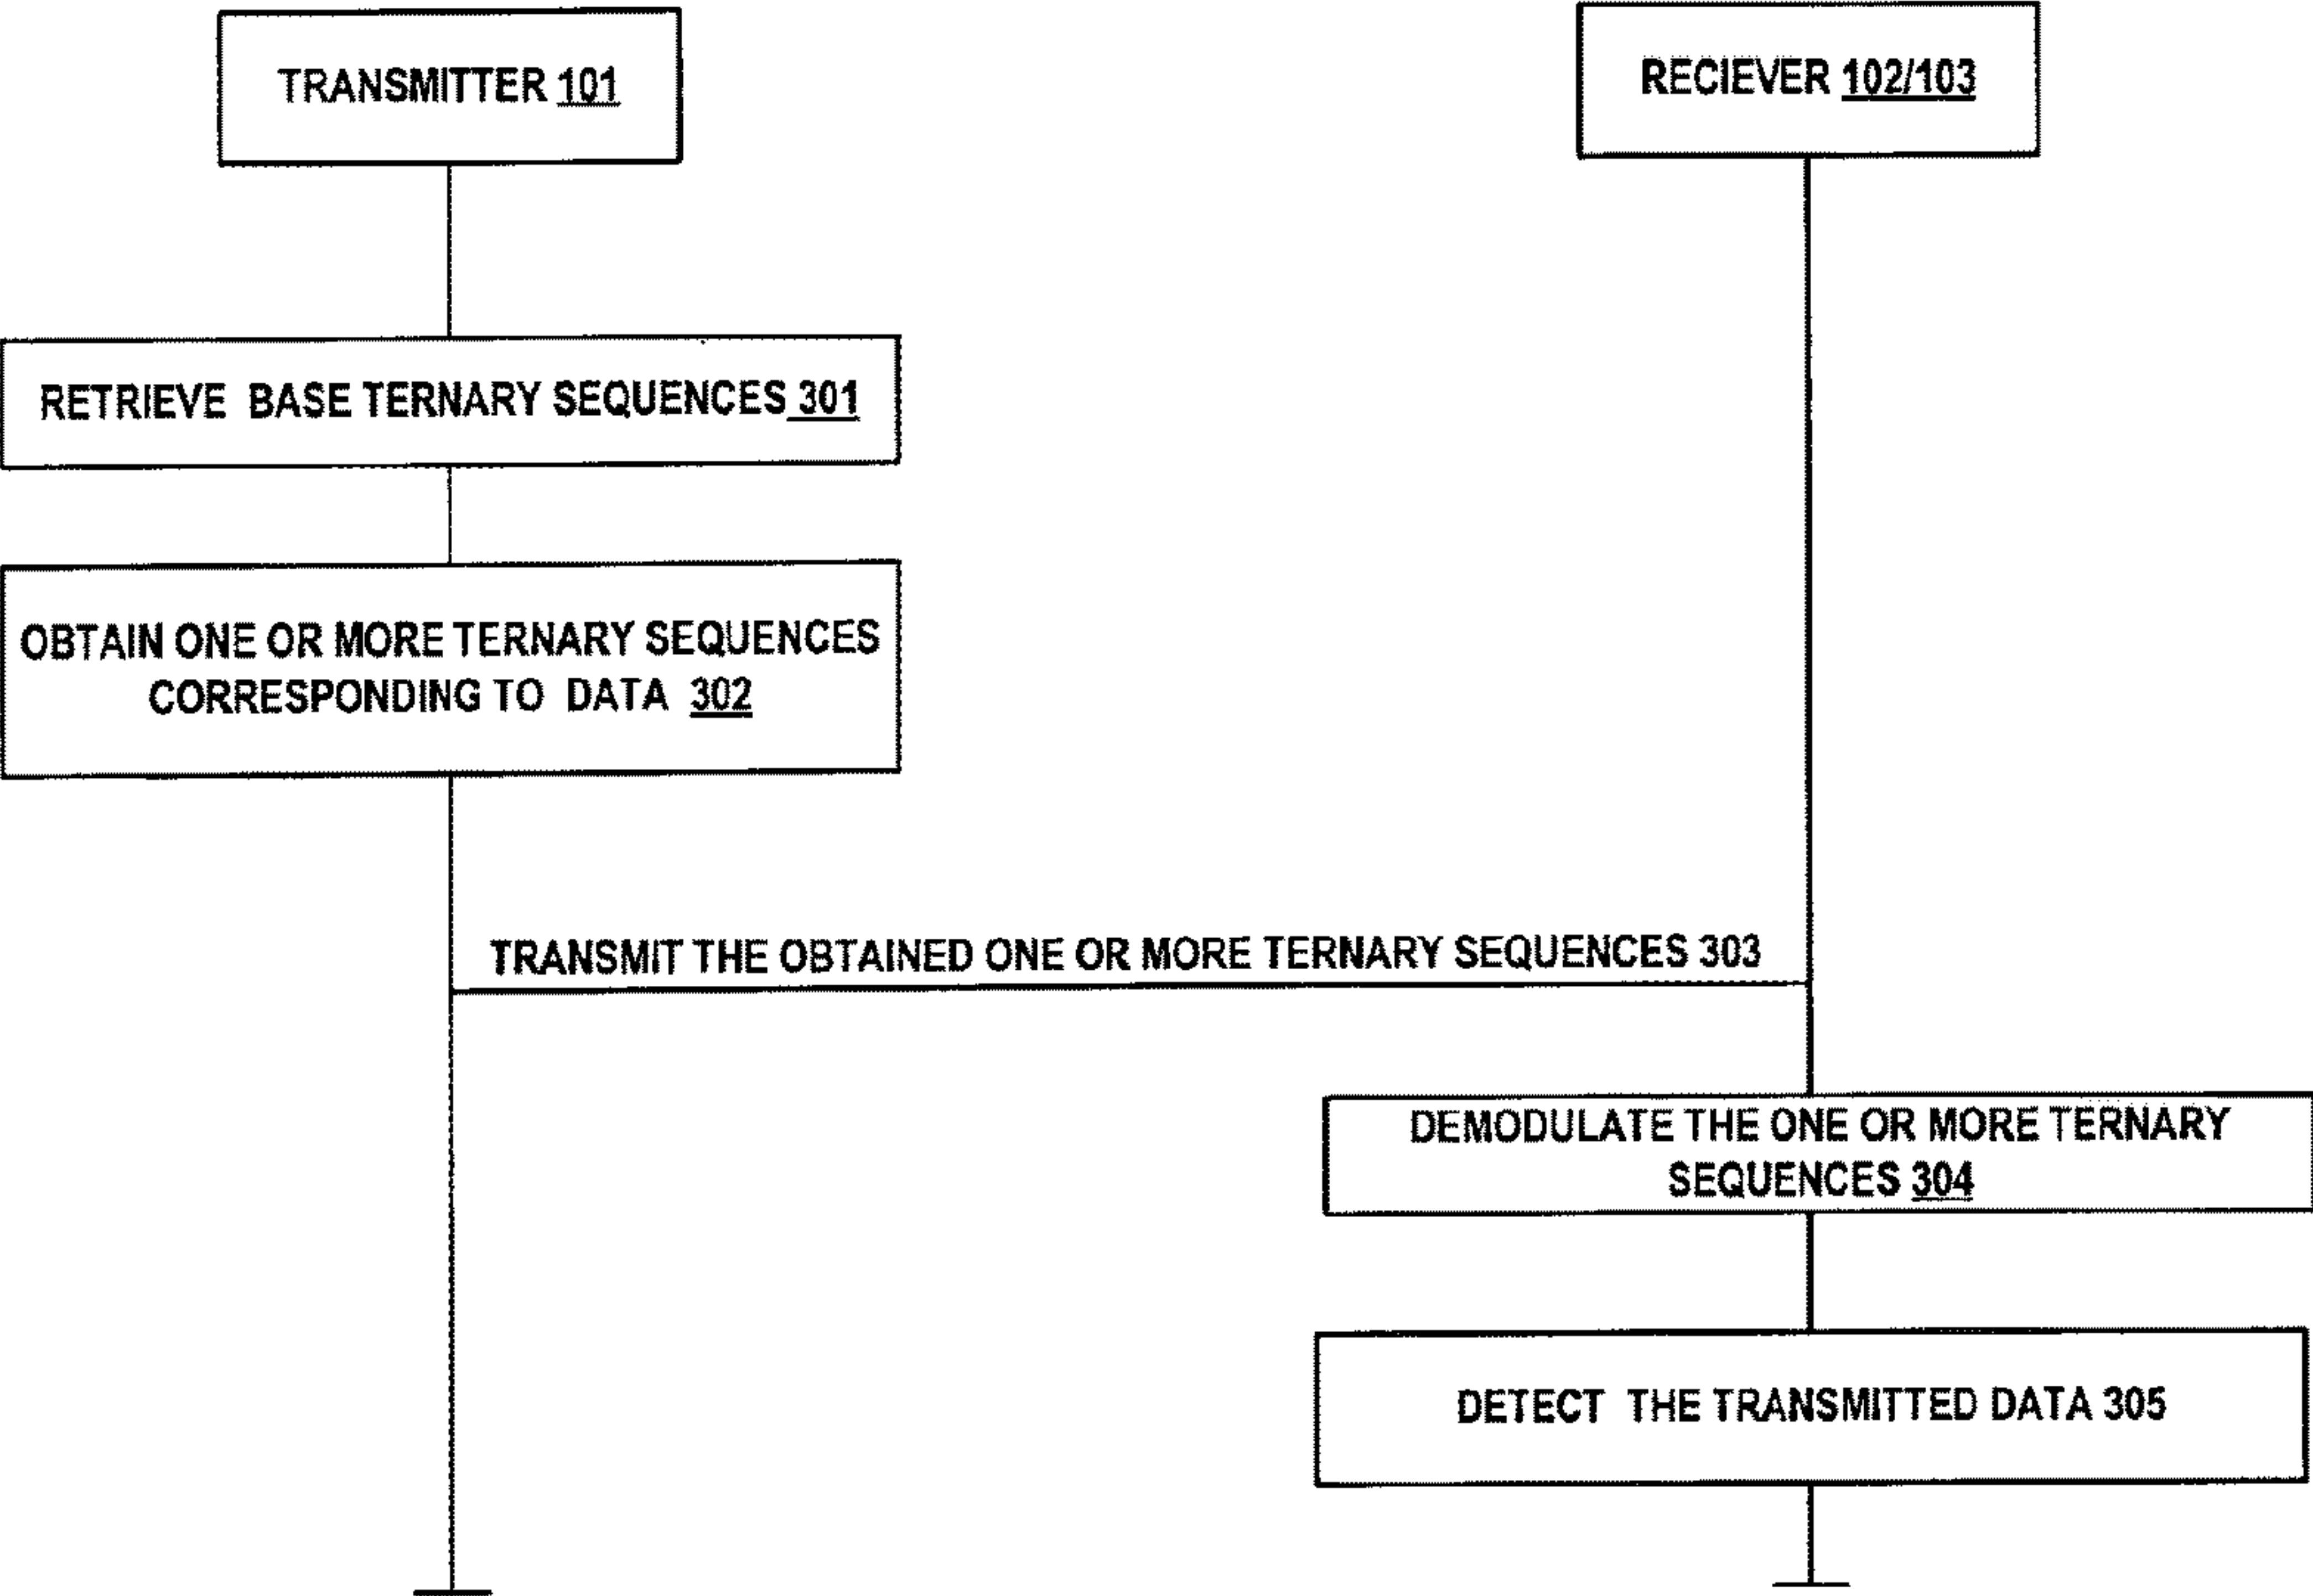 TRANSMITTER 101
RECIEVER 102/103
RETRIEVE BASE TERNARY SEQUENCES 301
OBTAIN ONE OR MORE TERNARY SEQUENCES
CORRESPONDING TO DATA 302
TRANSMIT THE OBTAINED ONE OR MORE TERNARY SEQUENCES 303
DEMODULATE THE ONE OR MORE TERNARY
SEQUENCES 304
DETECT THE TRANSMITTED DATA 305